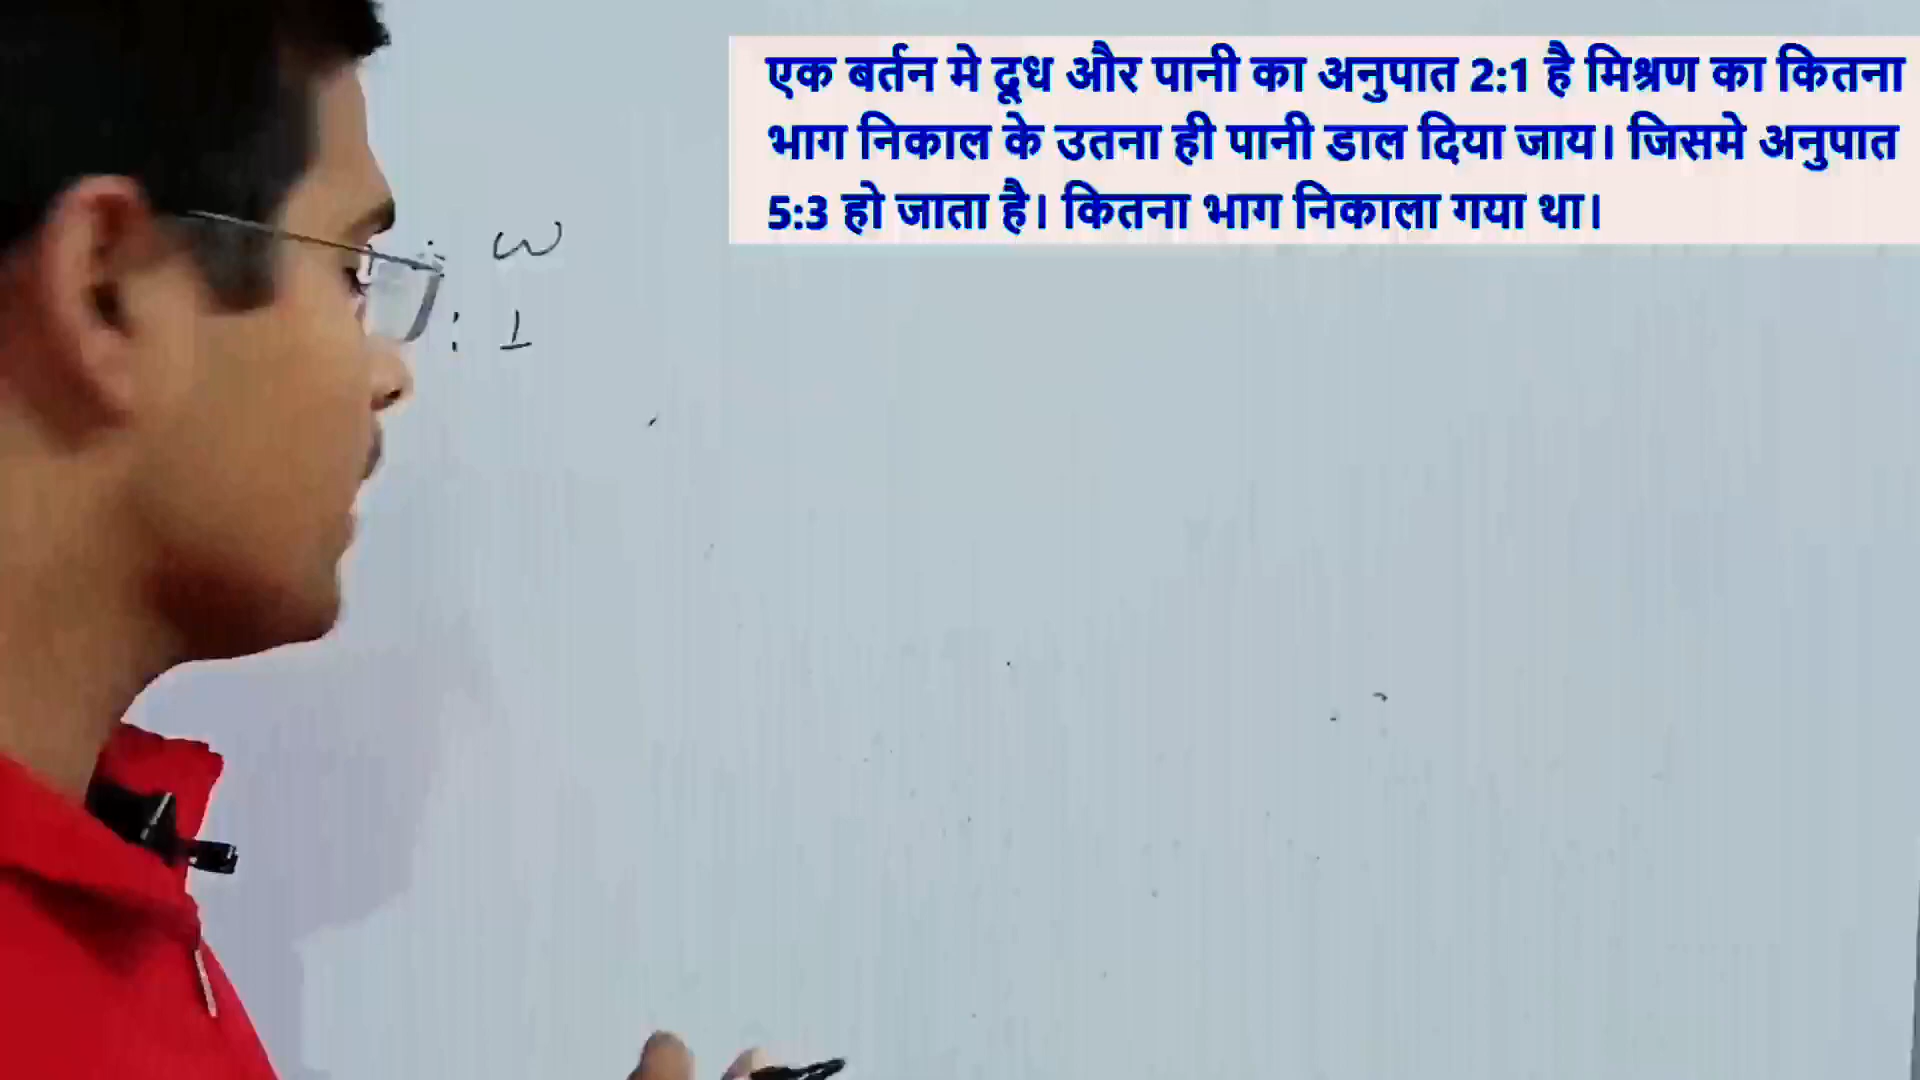 एक बर्तन मे दूध और पानी का अनुपात 2:1 है मिश्रण का कितना
भाग निकाल के उतना ही पानी डाल दिया जाय। जिसमे अनुपात
5:3 हो जाता है। कितना भाग निकाला गया था।
: W
: 1